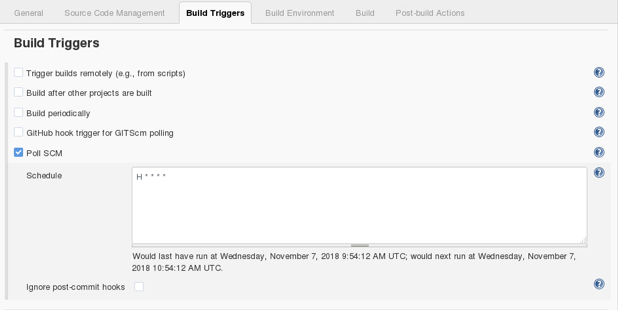 General Source Code Management Build Triggers Build Environment Build Post-build Actions
Build Triggers
Trigger builds remotely (e.g., from scripts)
Build after other projects are built
Build periodically
GitHub hook trigger for GITScm polling
Poll SCM
Schedule
H * * * *
Would last have run at Wednesday, November 7, 2018 9:54:12 AM UTC; would next run at Wednesday, November 7,
2018 10:54:12 AM UTC.
Ignore post-commit hooks